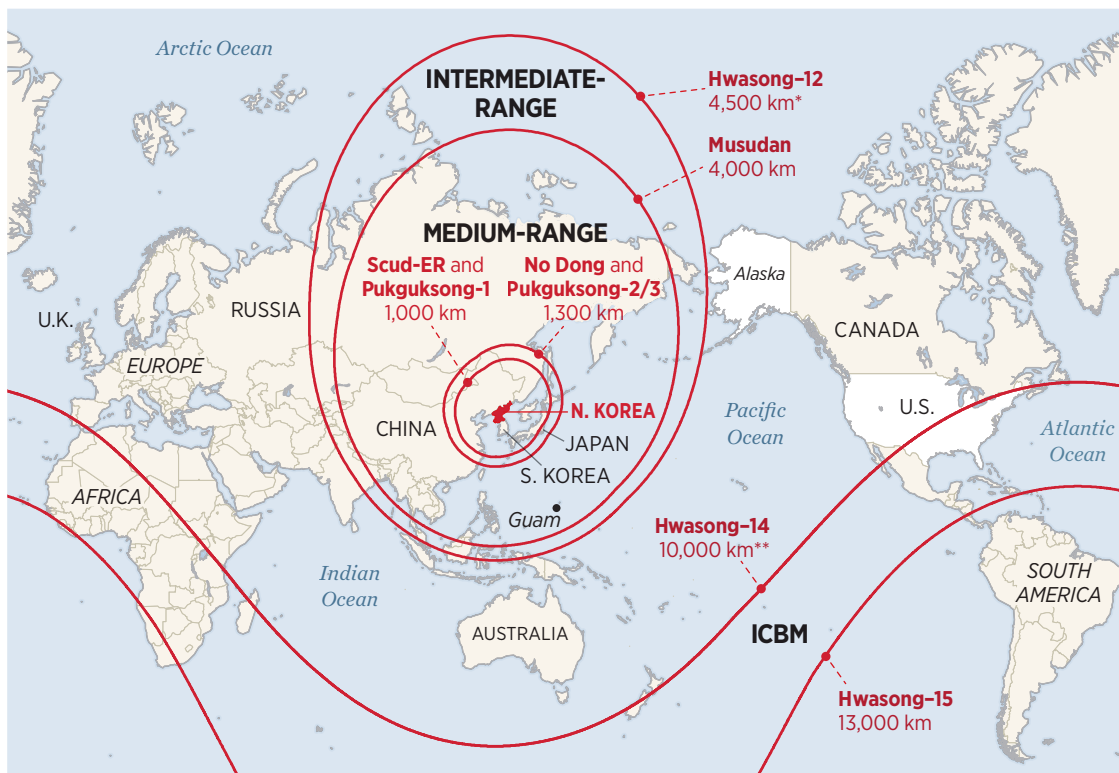 Arctic Ocean
INTERMEDIATE-
RANGE
Hwasong–12
4,500 km*
Musudan
4,000 km
MEDIUM-RANGE
Scud-ER and
Pukguksong-1
1,000 km
No Dong and
Pukguksong-2/3
1,300 km
Alaska
RUSSIA
U.K.
EUROPE
CANADA
U.S.
N. KOREA
CHINA
JAPAN
S. KOREA
Pacific
Ocean
Atlantic
Ocean
AFRICA
Guam
Hwasong–14
10,000 km**
Indian
Ocean
SOUTH
AMERICA
AUSTRALIA
ICBM
Hwasong–15
13,000 km